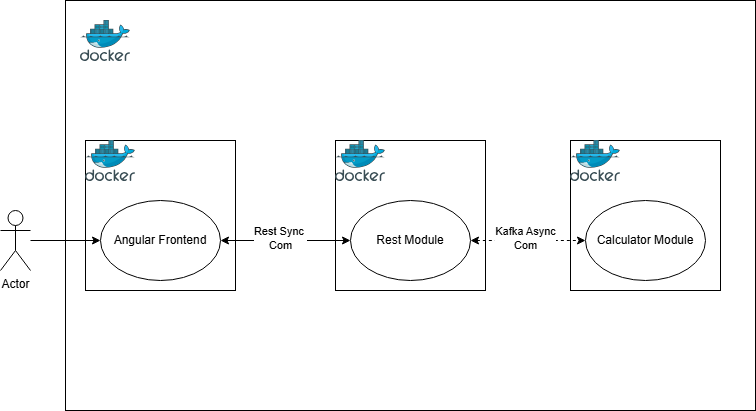 docker
docker
docker
docker
Angular Frontend
Rest Sync
Com
Rest Module
Kafka Async
Com
Calculator Module
Actor